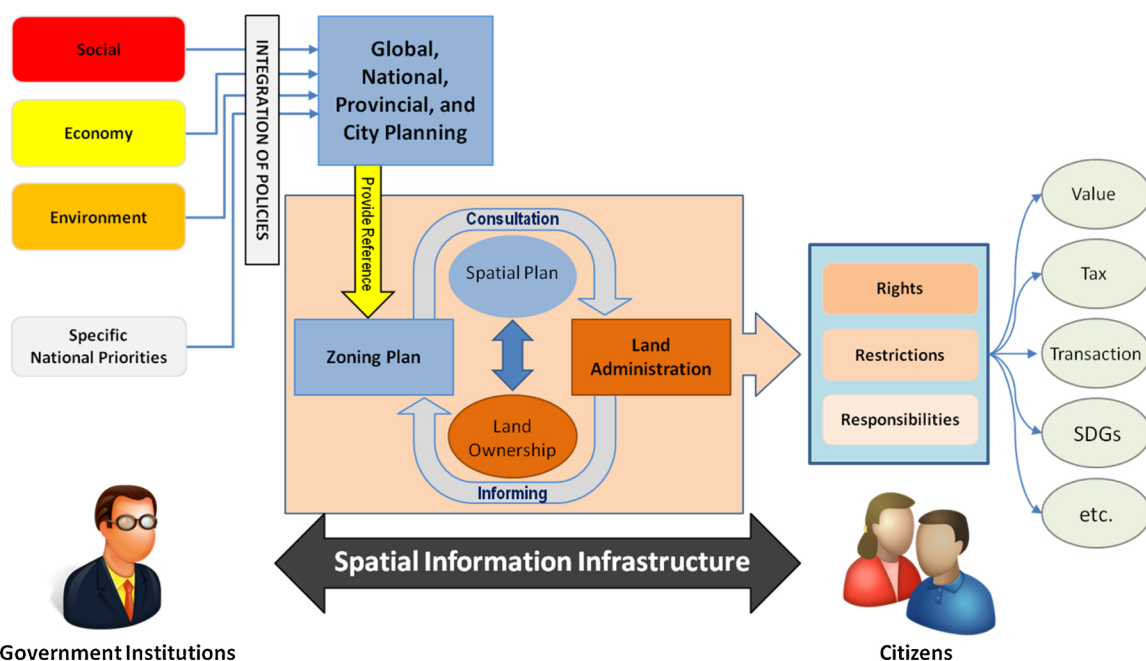 Social
Economy
Environment
Specific
National Priorities
INTEGRATION OF POLICIES
Global,
National,
Provincial, and
City Planning
Provide Reference
Consultation
Spatial Plan
Zoning Plan
Land
Administration
Land
Ownership
Informing
Rights
Restrictions
Responsibilities
Value
Tax
Transaction
SDGs
etc.
Spatial Information Infrastructure
Government Institutions
Citizens